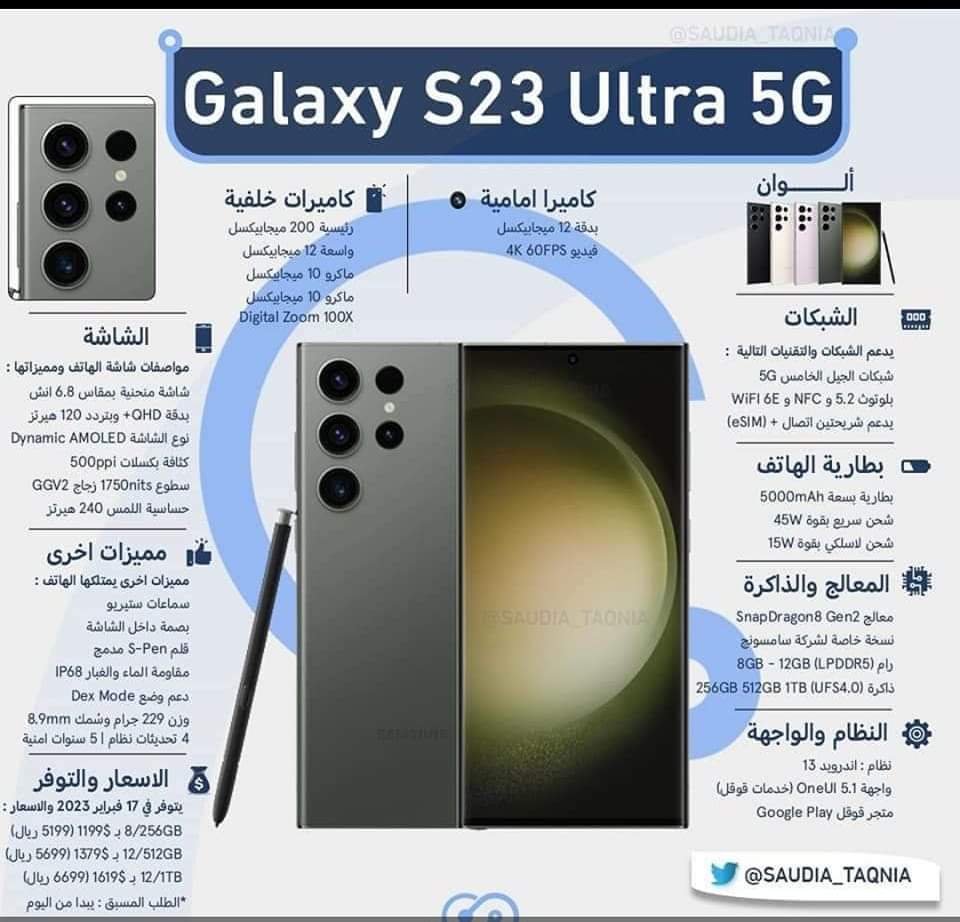 @SAUDIA_TAQNIA
Galaxy S23 Ultra 5G
ألـــــــوان
كاميرا امامية
بدقة 12 ميجابيكسل
فيديو 4K 60FPS
كاميرات خلفية
رئيسية 200 ميجابيكسل
واسعة 12 ميجابيكسل
ماكرو 10 ميجابيكسل
ماكرو 10 ميجابيكسل
Digital Zoom 100X
الشبكات
يدعم الشبكات والتقنيات التالية :
شبكات الجيل الخامس 5G
بلوتوث 5.2 و NFC و WiFI 6E
يدعم شريحتين اتصال + (eSIM)
بطارية الهاتف
بطارية بسعة 5000mAh
شحن سريع بقوة 45W
شحن لاسلكي بقوة 15W
المعالج والذاكرة
معالج SnapDragon8 Gen2
نسخة خاصة لشركة سامسونج
رام 8GB - 12GB (LPDDR5)
ذاكرة 256GB 512GB 1TB (UFS4.0)
النظام والواجهة
نظام : اندرويد 13
واجهة OneUI 5.1 (خدمات قوقل)
متجر قوقل Google Play
الشاشة
مواصفات شاشة الهاتف ومميزاتها :
شاشة منحنية بمقاس 6.8 انش
بدقة QHD+ وبتردد 120 هيرتز
نوع الشاشة Dynamic AMOLED
كثافة بكسلات 500ppi
سطوع 1750nits زجاج GGV2
حساسية اللمس 240 هيرتز
مميزات اخرى
مميزات اخرى يمتلكها الهاتف :
سماعات ستيريو
بصمة داخل الشاشة
قلم S-Pen مدمج
مقاومة الماء والغبار IP68
دعم وضع Dex Mode
وزن 229 جرام وسُمك 8.9mm
4 تحديثات نظام | 5 سنوات امنية
الاسعار والتوفر
يتوفر في 17 فبراير 2023 والاسعار :
8/256GB بـ 1199$ (5199 ريال)
12/512GB بـ 1379$ (5699 ريال)
12/1TB بـ 1619$ (6699 ريال)
*الطلب المسبق : يبدا من اليوم
@SAUDIA_TAQNIA
SAMSUNG
@SAUDIA_TAQNIA